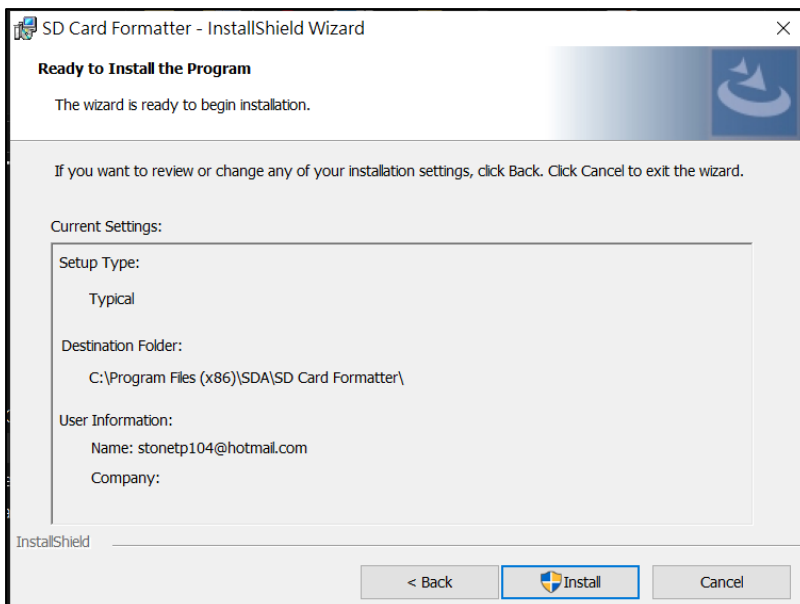 SD Card Formatter - InstallShield Wizard
Ready to Install the Program
The wizard is ready to begin installation.
If you want to review or change any of your installation settings, click Back. Click Cancel to exit the wizard.
Current Settings:
Setup Type:
Typical
Destination Folder:
C:\Program Files (x86)\SDA\SD Card Formatter\
User Information:
Name: stonetp104@hotmail.com
Company:
InstallShield
< Back
Install
Cancel